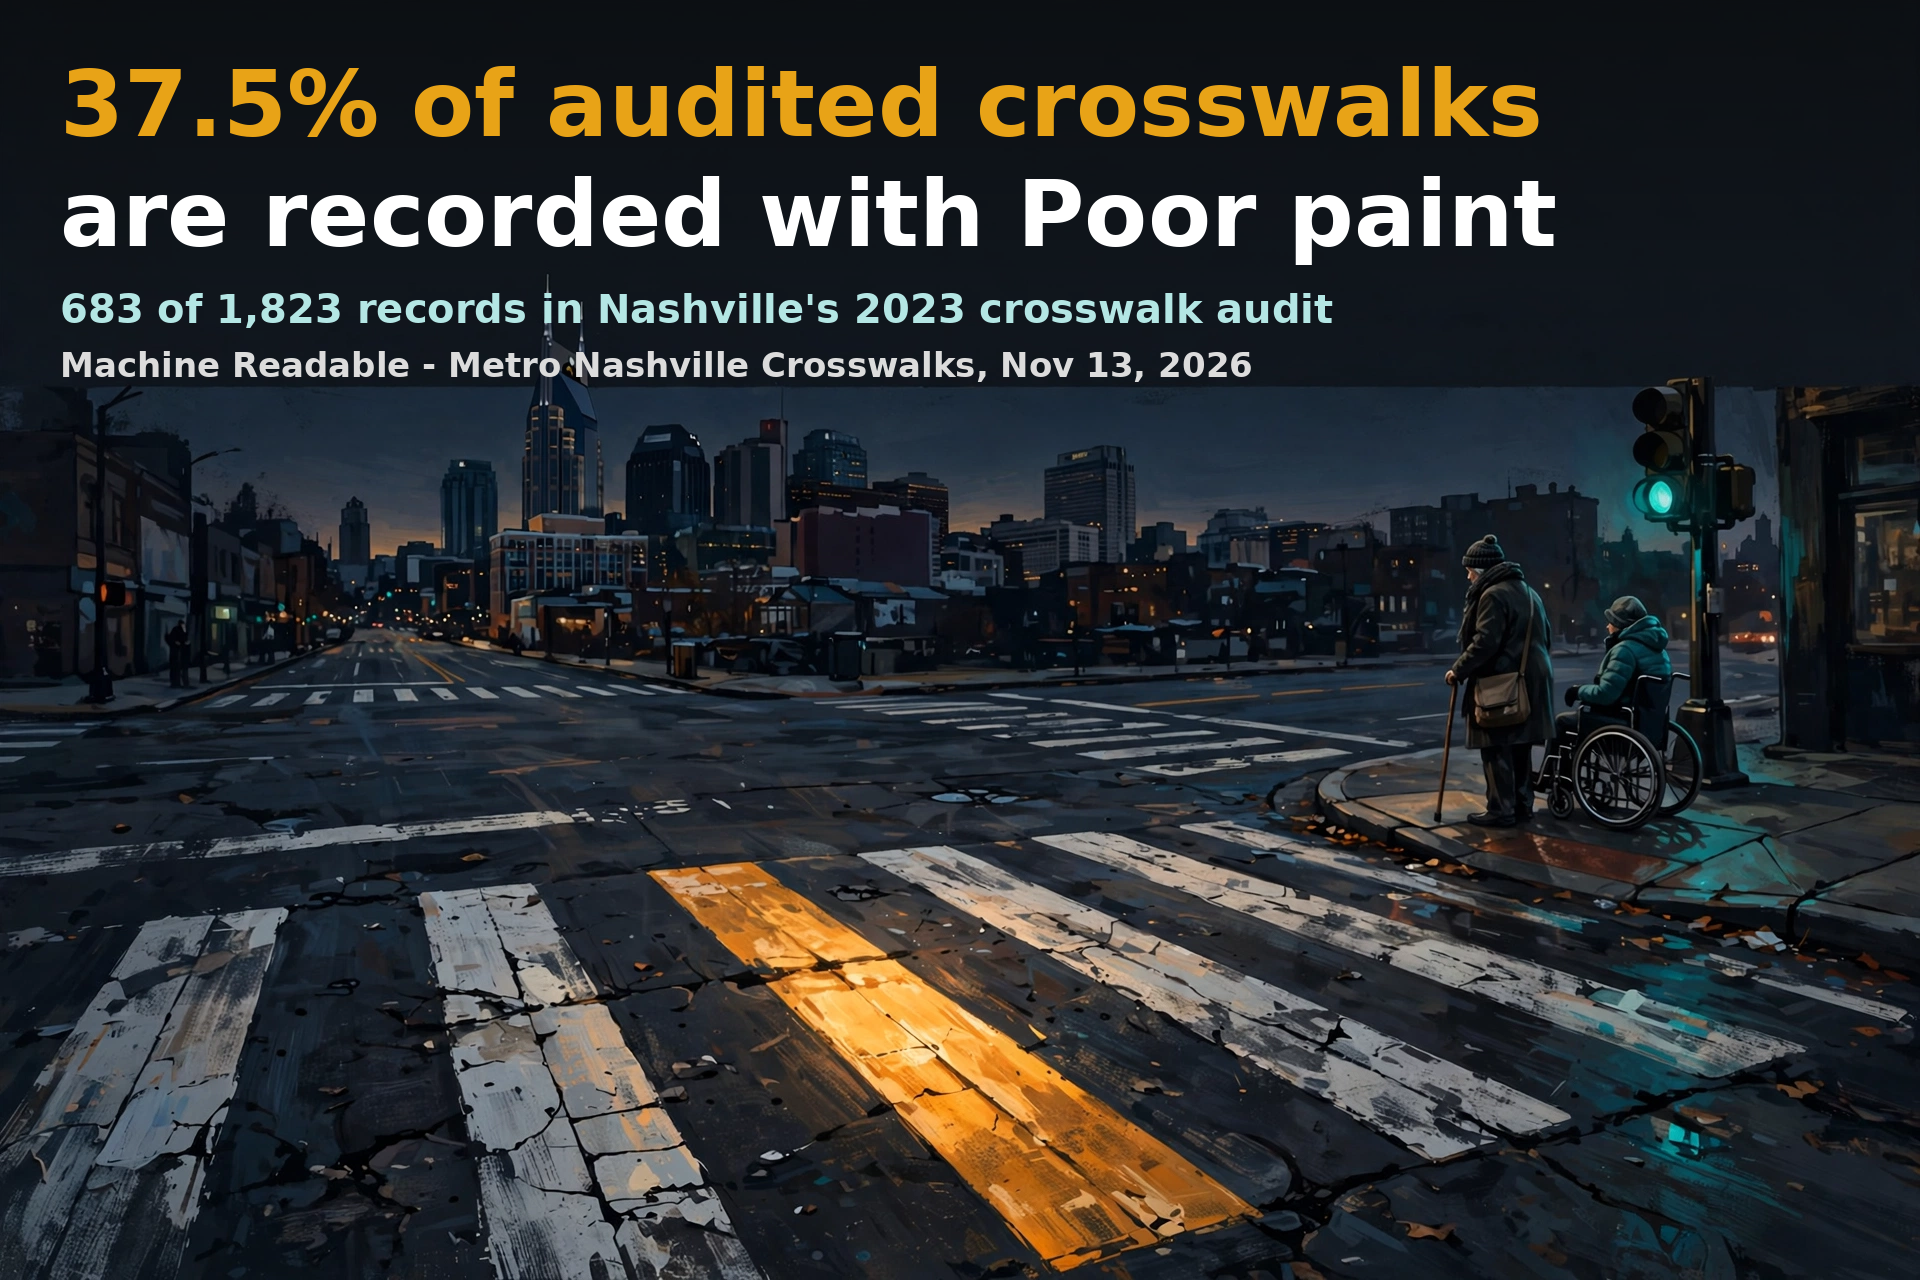 37.5% of audited crosswalks
are recorded with Poor paint
683 of 1,823 records in Nashville's 2023 crosswalk audit
Machine Readable - Metro Nashville Crosswalks, Nov 13, 2026